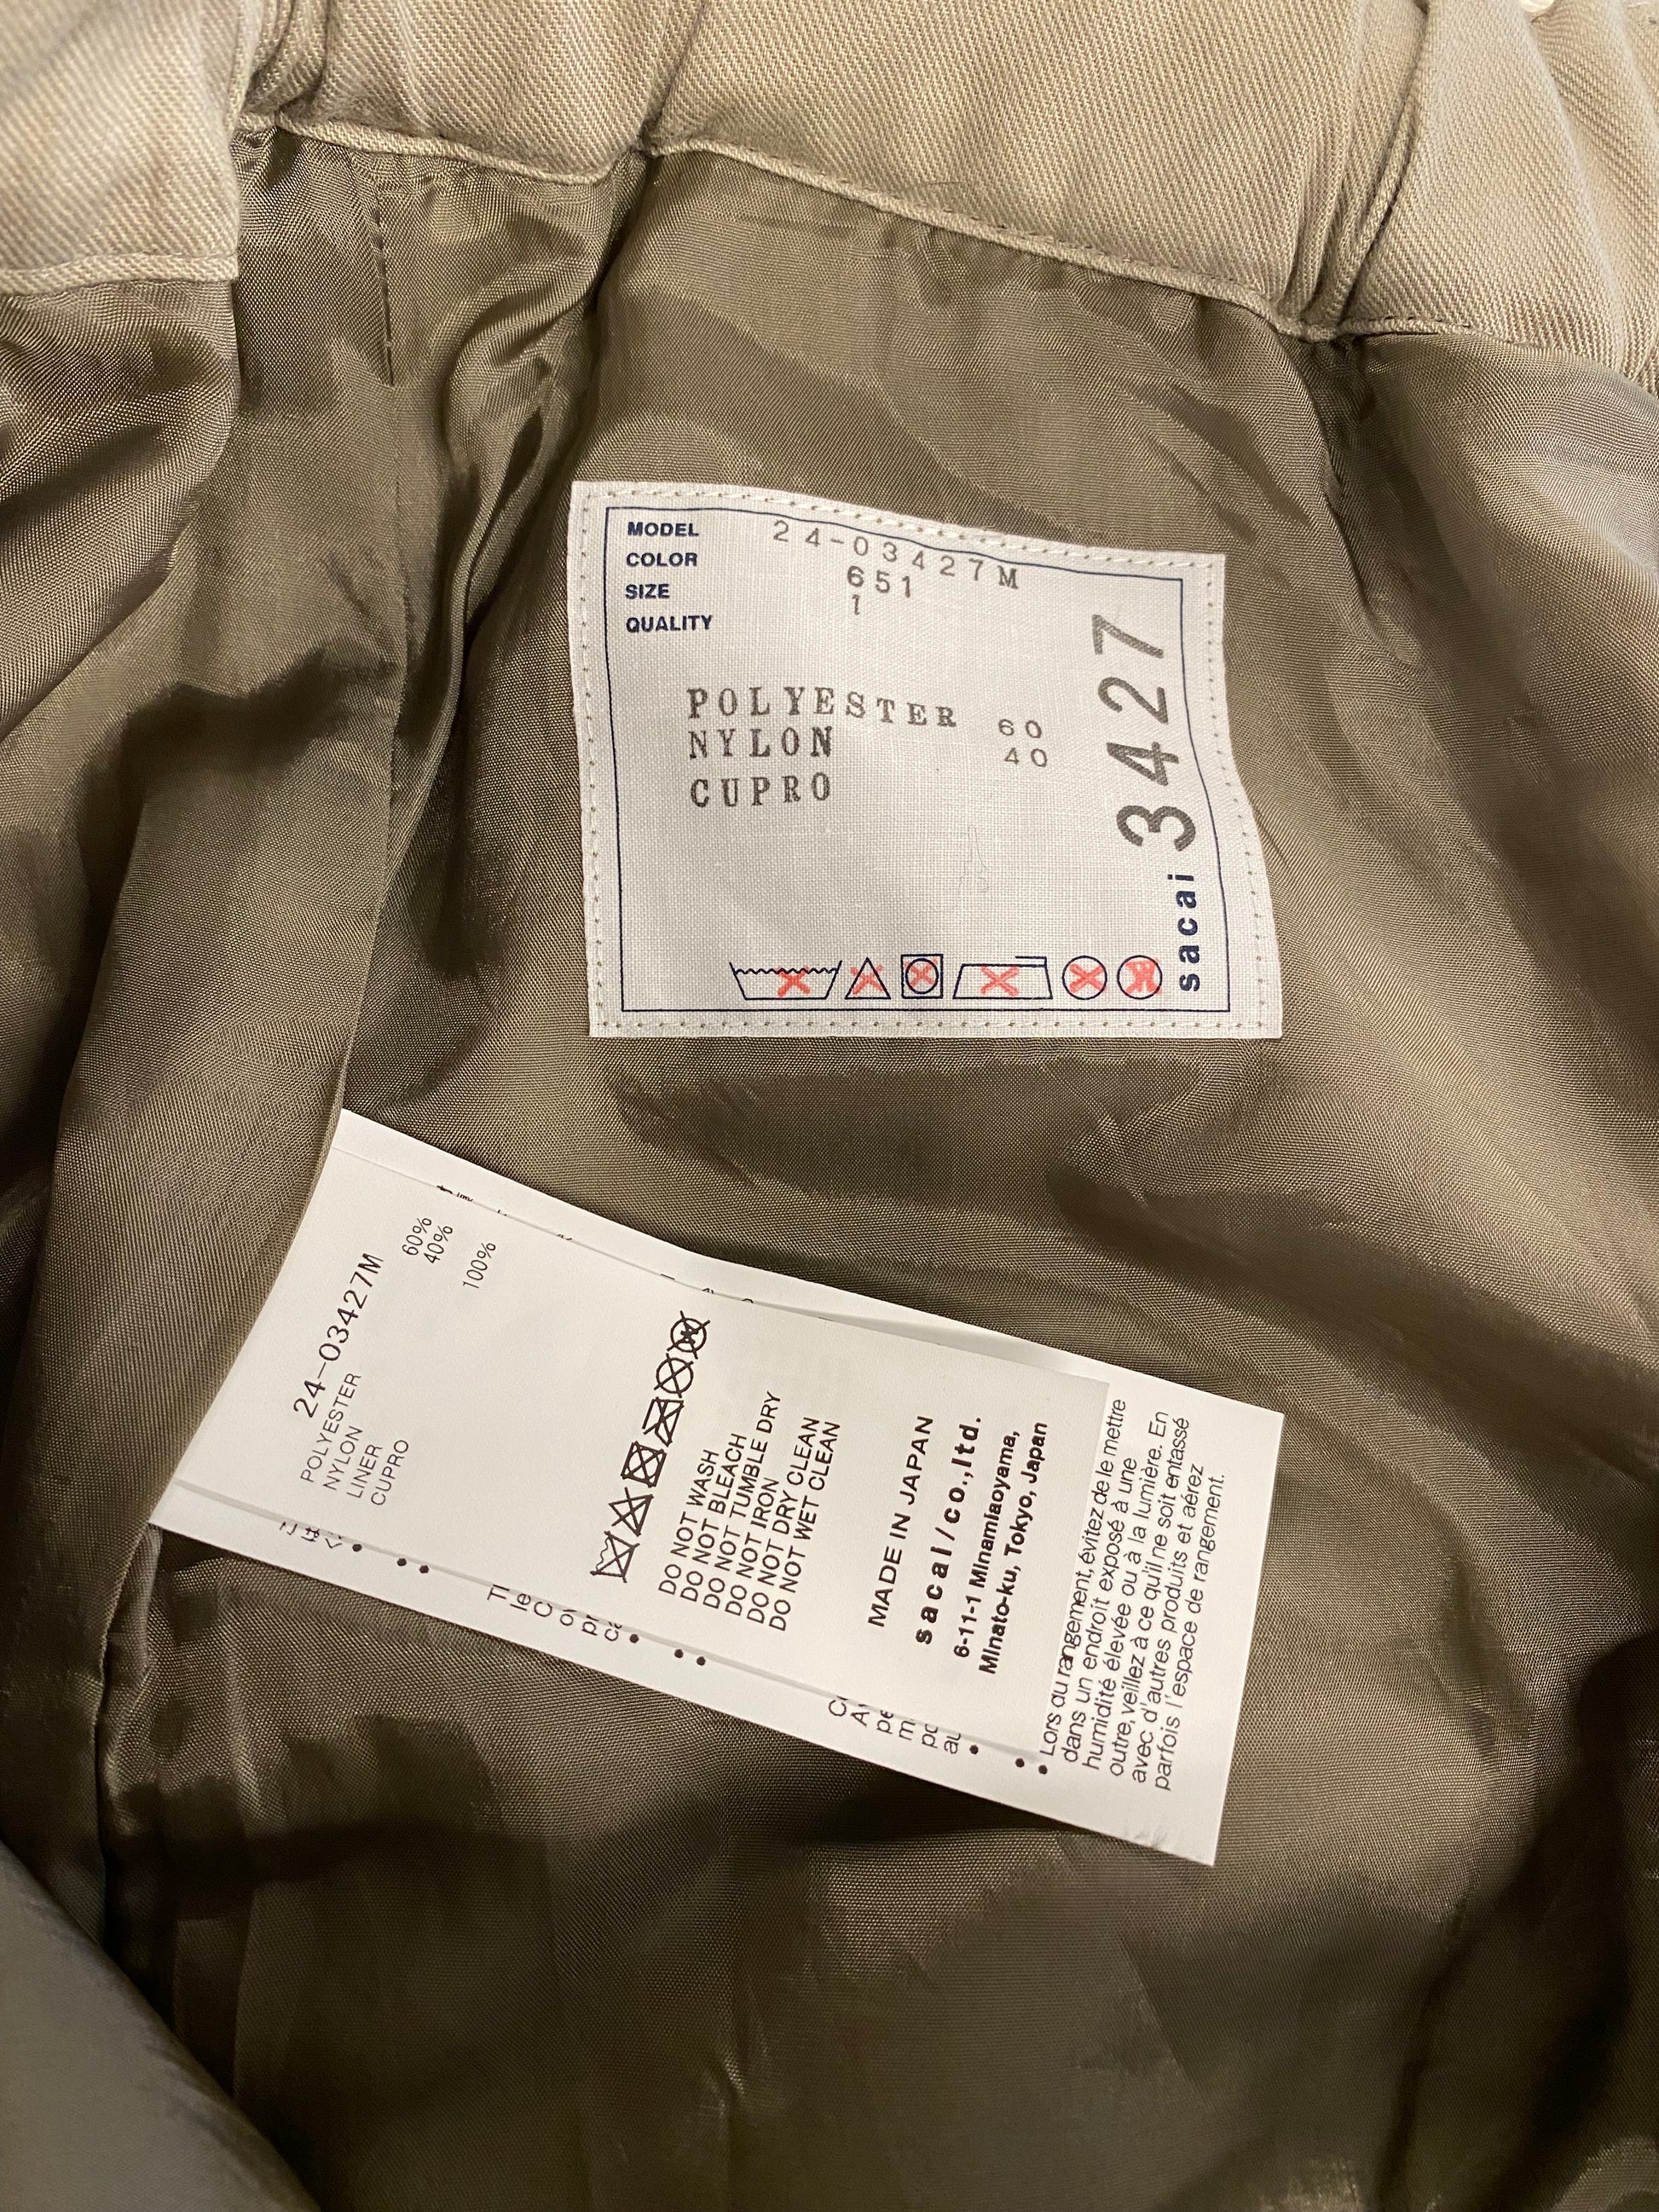 MODEL 24-03427M
COLOR 651
SIZE 1
QUALITY
POLYESTER 60
NYLON 40
CUPRO
sacai 3427
24-03427M
POLYESTER 60%
NYLON 40%
LINER
CUPRO 100%
DO NOT WASH
DO NOT BLEACH
DO NOT TUMBLE DRY
DO NOT IRON
DO NOT DRY CLEAN
DO NOT WET CLEAN
MADE IN JAPAN
sacai/co.,ltd.
6-11-1 Minamiaoyama,
Minato-ku, Tokyo, Japan
• Lors du rangement, évitez de le mettre
dans un endroit exposé à une
humidité élevée ou à la lumière. En
outre, veillez à ce qu'il ne soit entassé
avec d'autres produits et aérez
parfois l'espace de rangement.